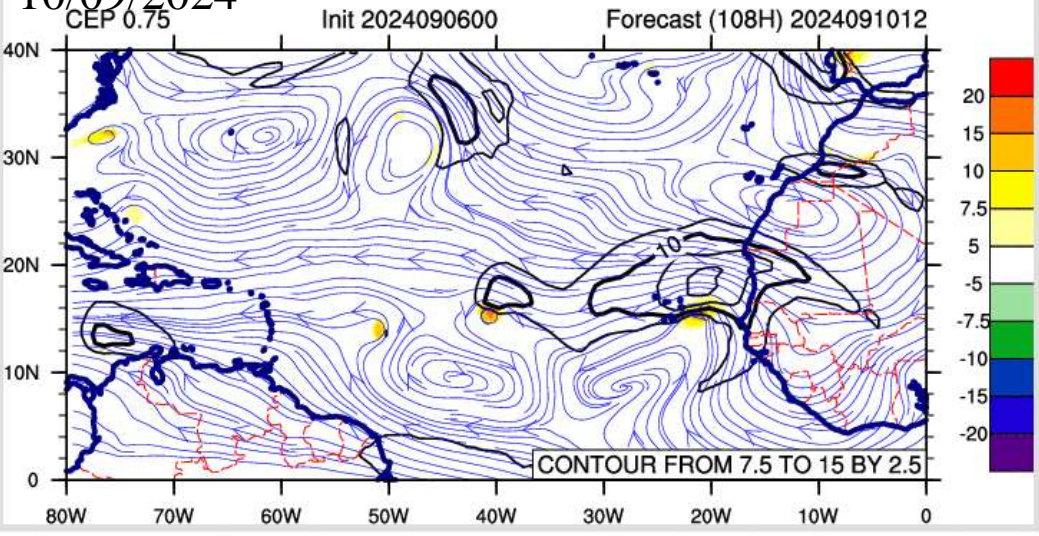 10/09/2024
CEP 0.75 Init 2024090600 Forecast (108H) 2024091012
40N
30N
20N
10N
0
80W 70W 60W 50W 40W 30W 20W 10W 0
10
CONTOUR FROM 7.5 TO 15 BY 2.5
20
15
10
7.5
5
-5
-7.5
-10
-15
-20